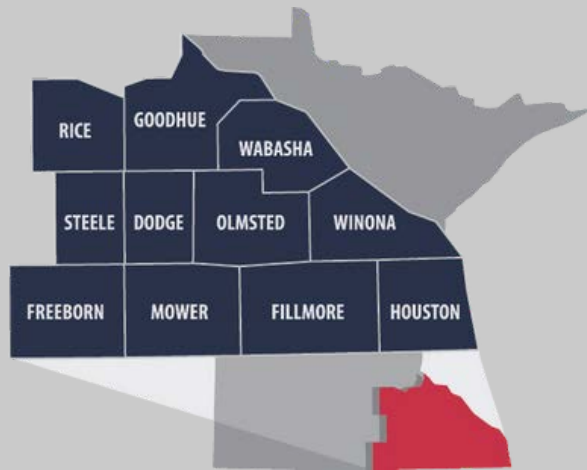 RICE
GOODHUE
WABASHA
STEELE
DODGE
OLMSTED
WINONA
FREEBORN
MOWER
FILLMORE
HOUSTON